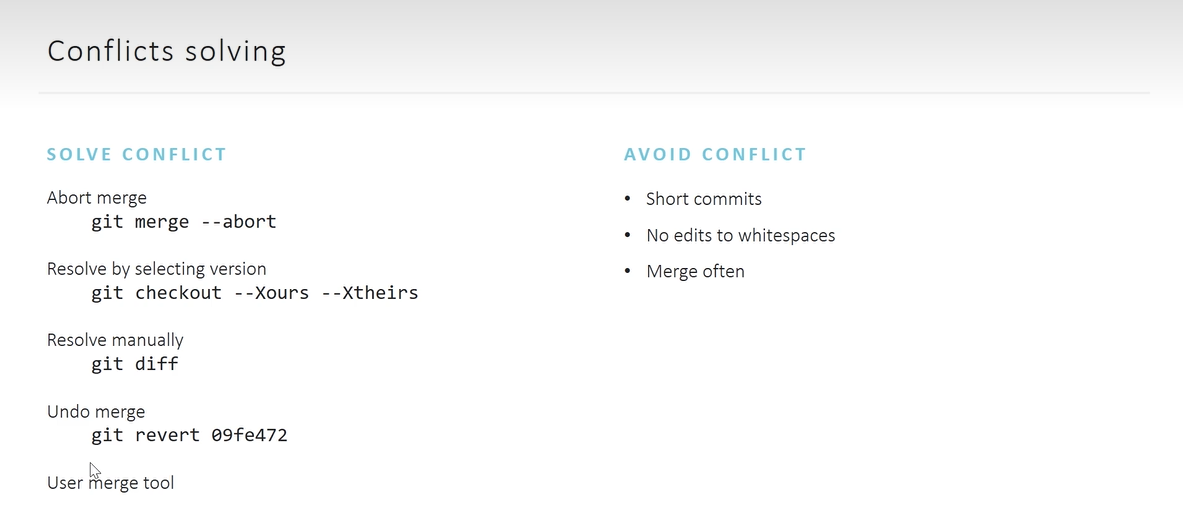 Conflicts solving
SOLVE CONFLICT
Abort merge
git merge --abort
Resolve by selecting version
git checkout --Xours --Xtheirs
Resolve manually
git diff
Undo merge
git revert 09fe472
User merge tool
AVOID CONFLICT
• Short commits
• No edits to whitespaces
• Merge often